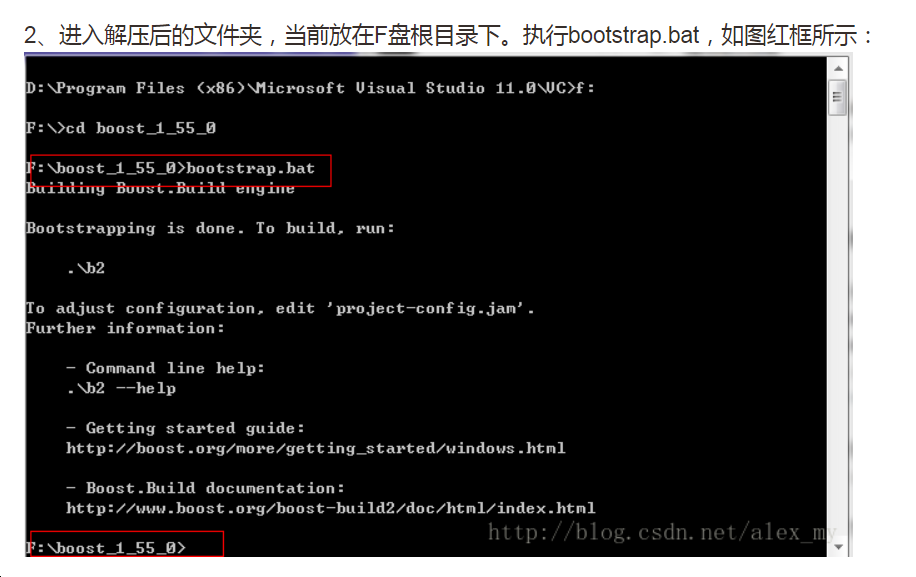 2、进入解压后的文件夹，当前放在F盘根目录下。执行bootstrap.bat，如图红框所示：
D:\Program Files (x86)\Microsoft Visual Studio 11.0\VC>f:
F:\>cd boost_1_55_0
F:\boost_1_55_0>bootstrap.bat
Building Boost.Build engine
Bootstrapping is done. To build, run:
.\b2
To adjust configuration, edit 'project-config.jam'.
Further information:
- Command line help:
.\b2 --help
- Getting started guide:
http://boost.org/more/getting_started/windows.html
- Boost.Build documentation:
http://www.boost.org/boost-build2/doc/html/index.html
http://blog.csdn.net/alex_my
F:\boost_1_55_0>